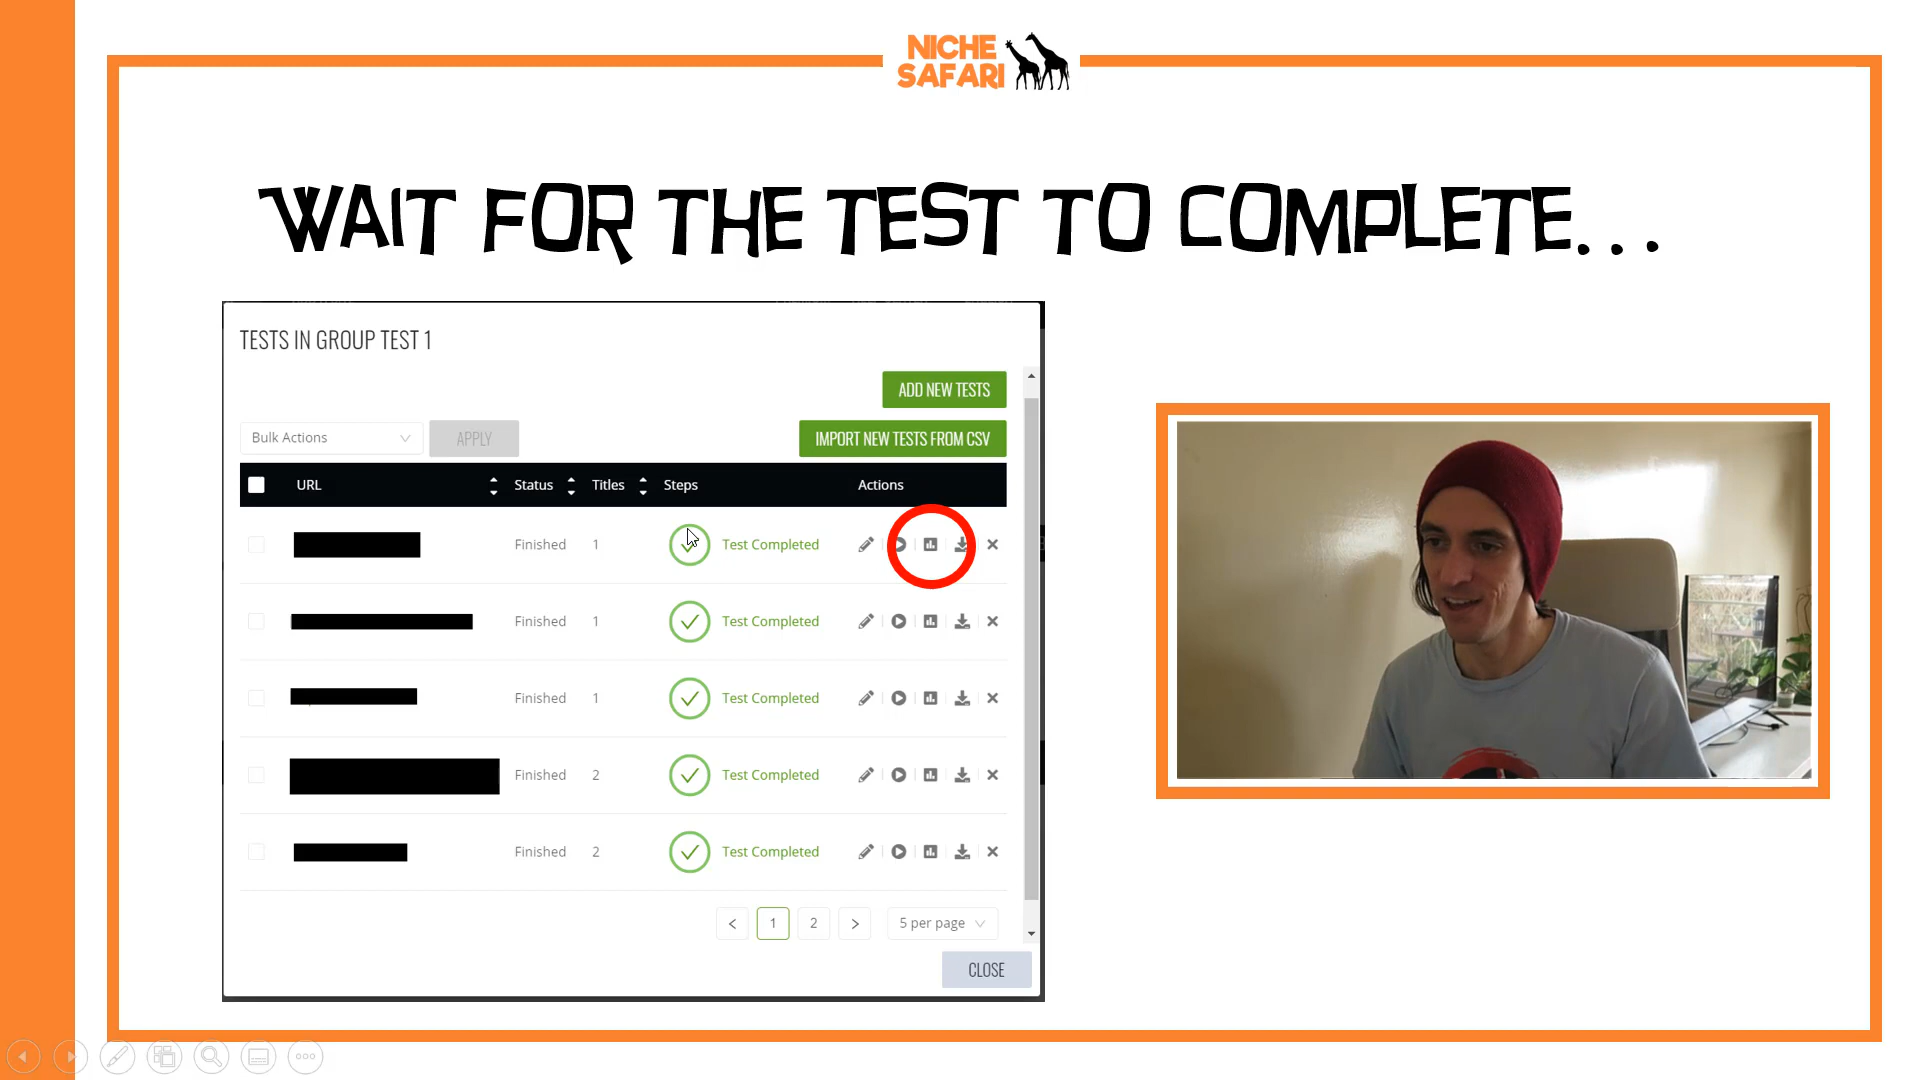 NICHE
SAFARI
WAIT FOR THE TEST TO COMPLETE...
TESTS IN GROUP TEST 1
ADD NEW TESTS
Bulk Actions
APPLY
IMPORT NEW TESTS FROM CSV
URL Status Titles Steps Actions
Finished 1 Test Completed
Finished 1 Test Completed
Finished 1 Test Completed
Finished 2 Test Completed
Finished 2 Test Completed
< 1 2 > 5 per page
CLOSE